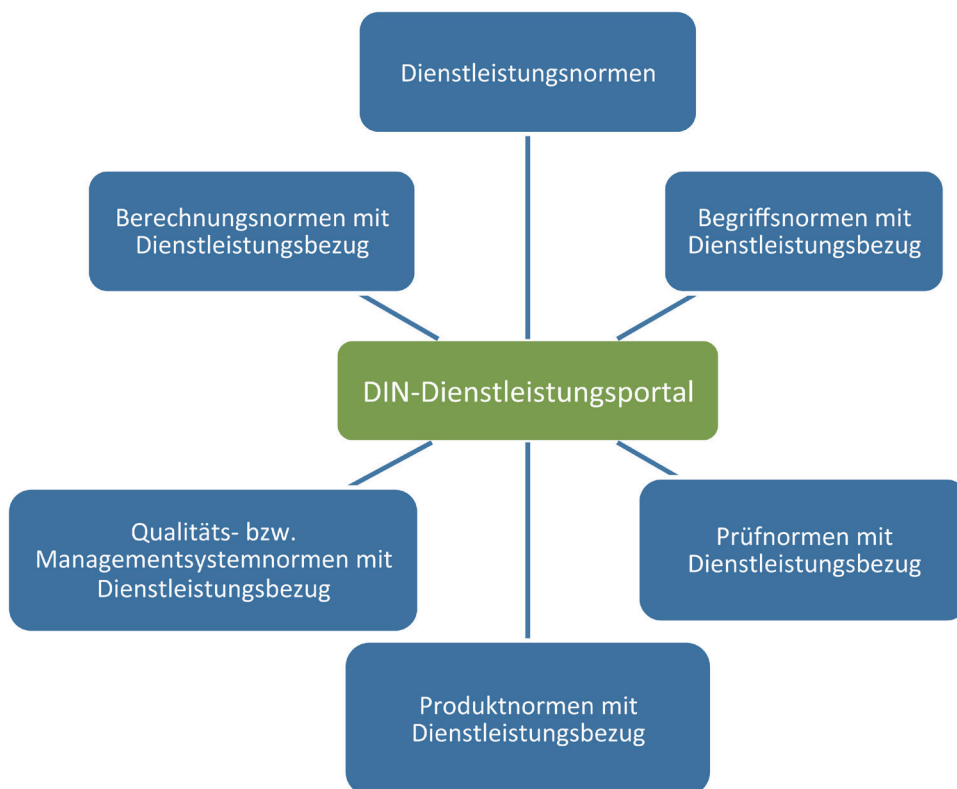 Dienstleistungsnormen
Berechnungsnormen mit
Dienstleistungsbezug
Begriffsnormen mit
Dienstleistungsbezug
DIN-Dienstleistungsportal
Qualitäts- bzw.
Managementsystemnormen mit
Dienstleistungsbezug
Prüfnormen mit
Dienstleistungsbezug
Produktnormen mit
Dienstleistungsbezug